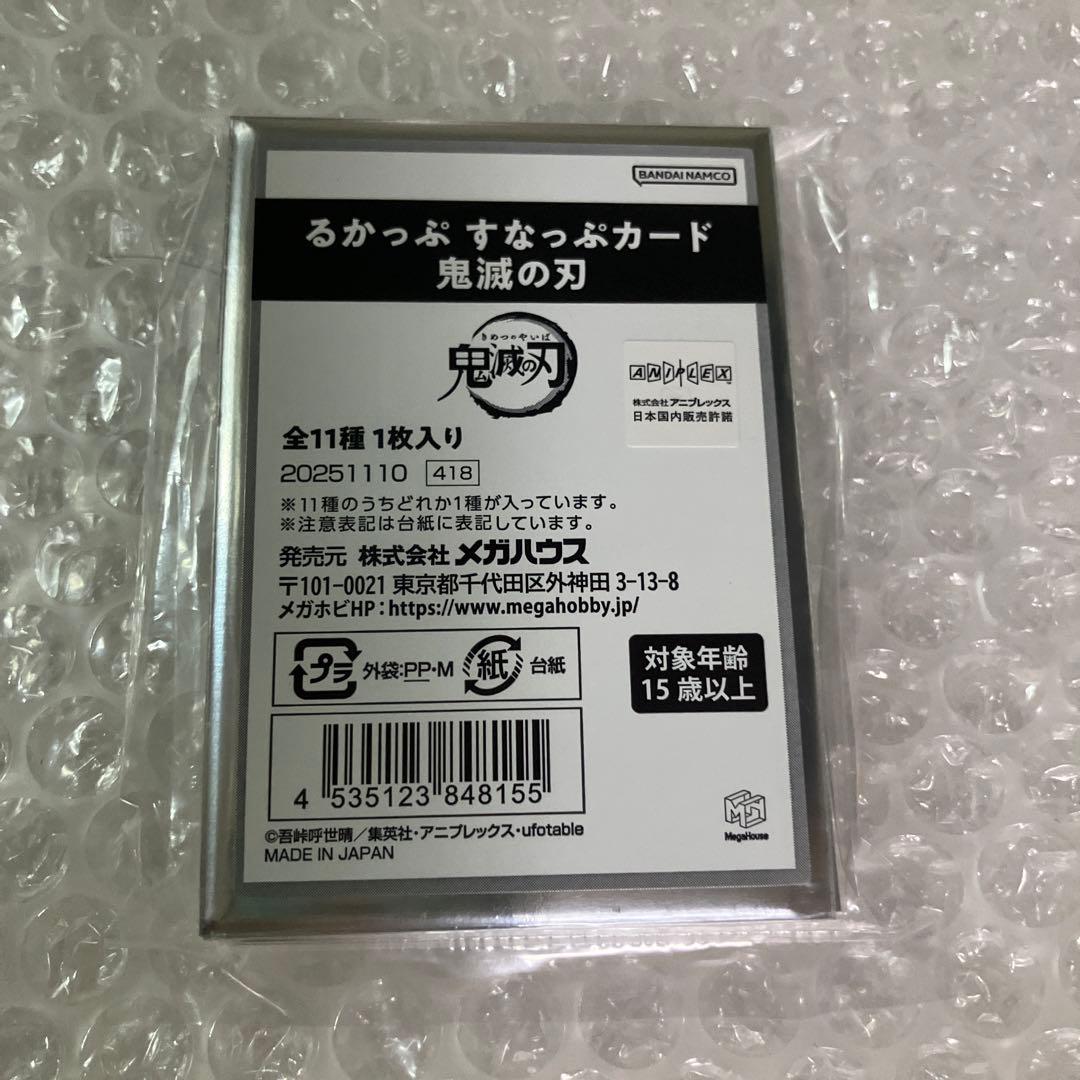 BANDAI NAMCO
るかっぷ すなっぷカード
鬼滅の刃
きめつのやいば
鬼滅の刃
ANIPLEX
株式会社 アニプレックス
日本国内販売許諾
全11種 1枚入り
20251110 418
※11種のうちどれか1種が入っています。
※注意表記は台紙に表記しています。
発売元 株式会社 メガハウス
〒101-0021 東京都千代田区外神田 3-13-8
メガホビHP：https://www.megahobby.jp/
プラ 外袋:PP・M 紙 台紙
対象年齢
15歳以上
4 535123 848155
©吾峠呼世晴／集英社・アニプレックス・ufotable
MADE IN JAPAN
MegaHouse